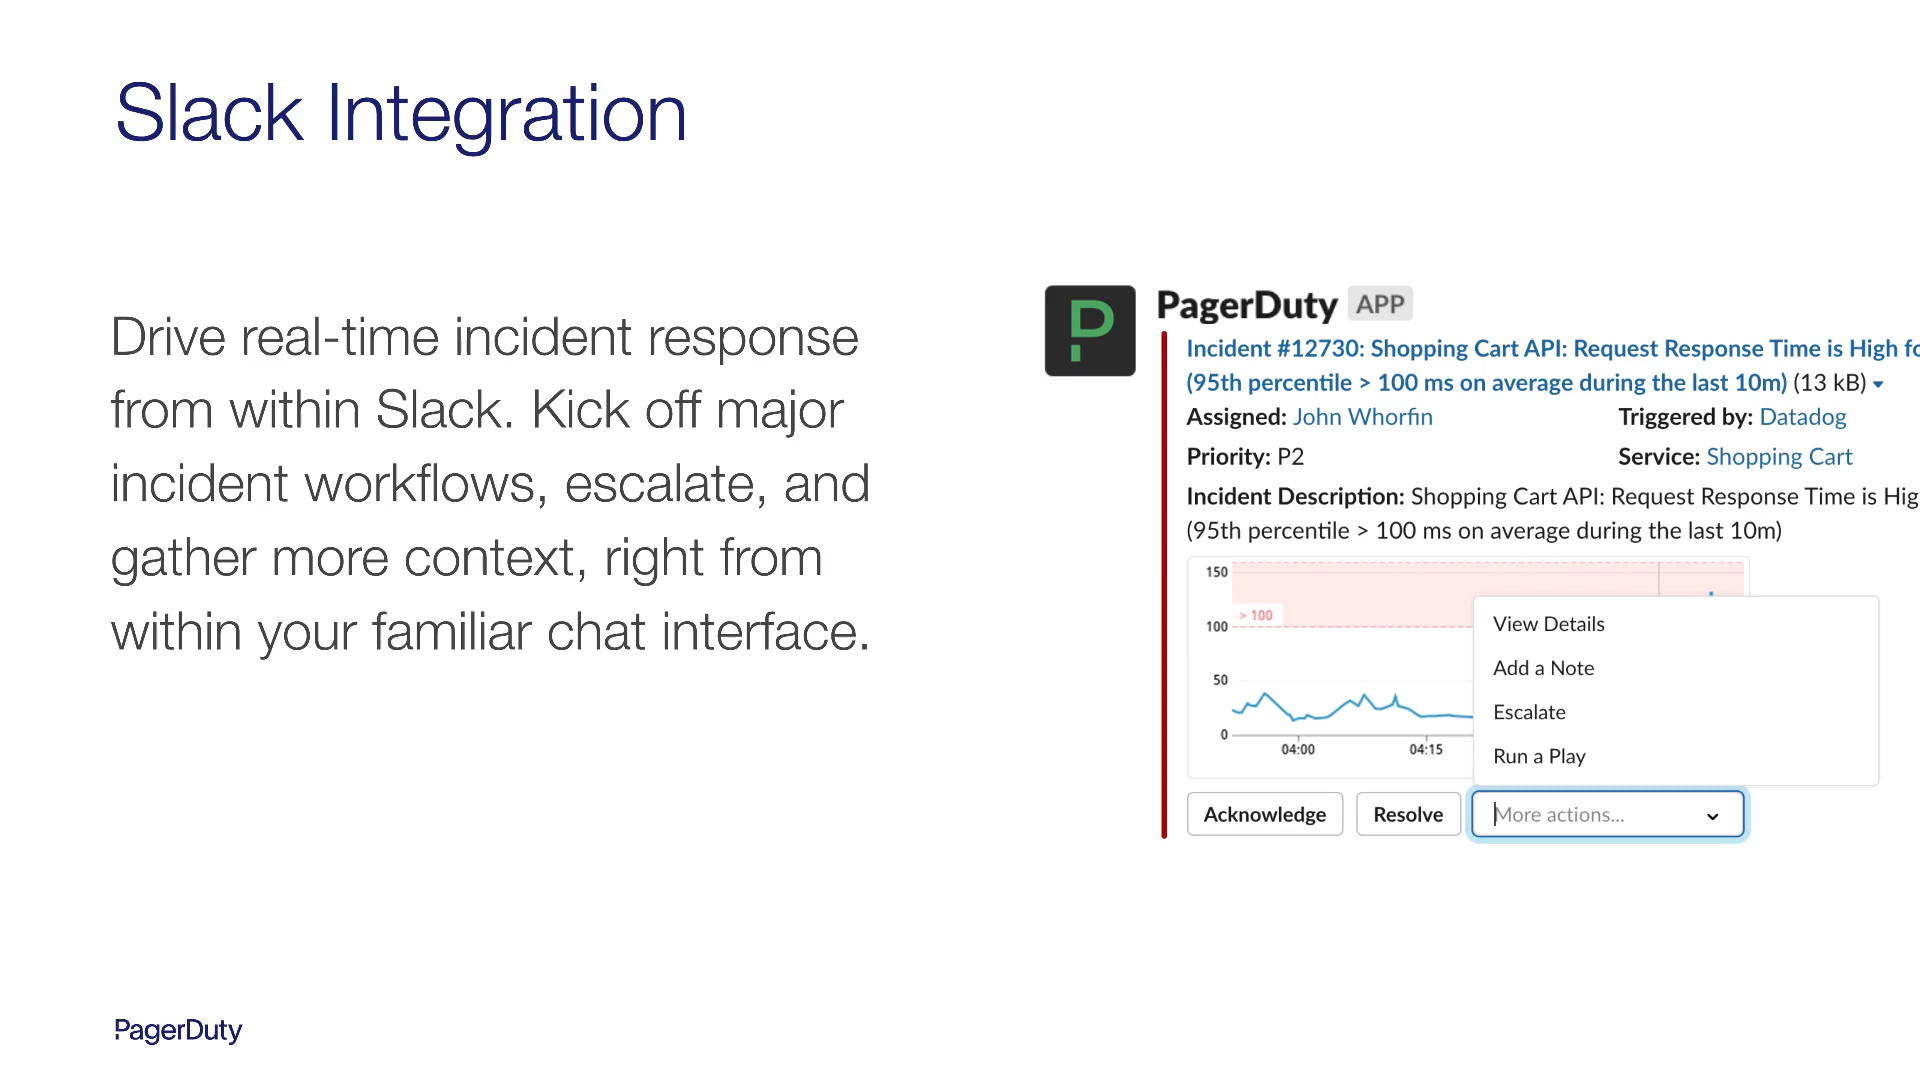 Slack Integration
Drive real-time incident response
from within Slack. Kick off major
incident workflows, escalate, and
gather more context, right from
within your familiar chat interface.
PagerDuty APP
Incident #12730: Shopping Cart API: Request Response Time is High fo
(95th percentile > 100 ms on average during the last 10m) (13 kB)
Assigned: John Whorfin Triggered by: Datadog
Priority: P2 Service: Shopping Cart
Incident Description: Shopping Cart API: Request Response Time is Hig
(95th percentile > 100 ms on average during the last 10m)
150
> 100
100
50
0
04:00 04:15
View Details
Add a Note
Escalate
Run a Play
Acknowledge Resolve More actions...
PagerDuty